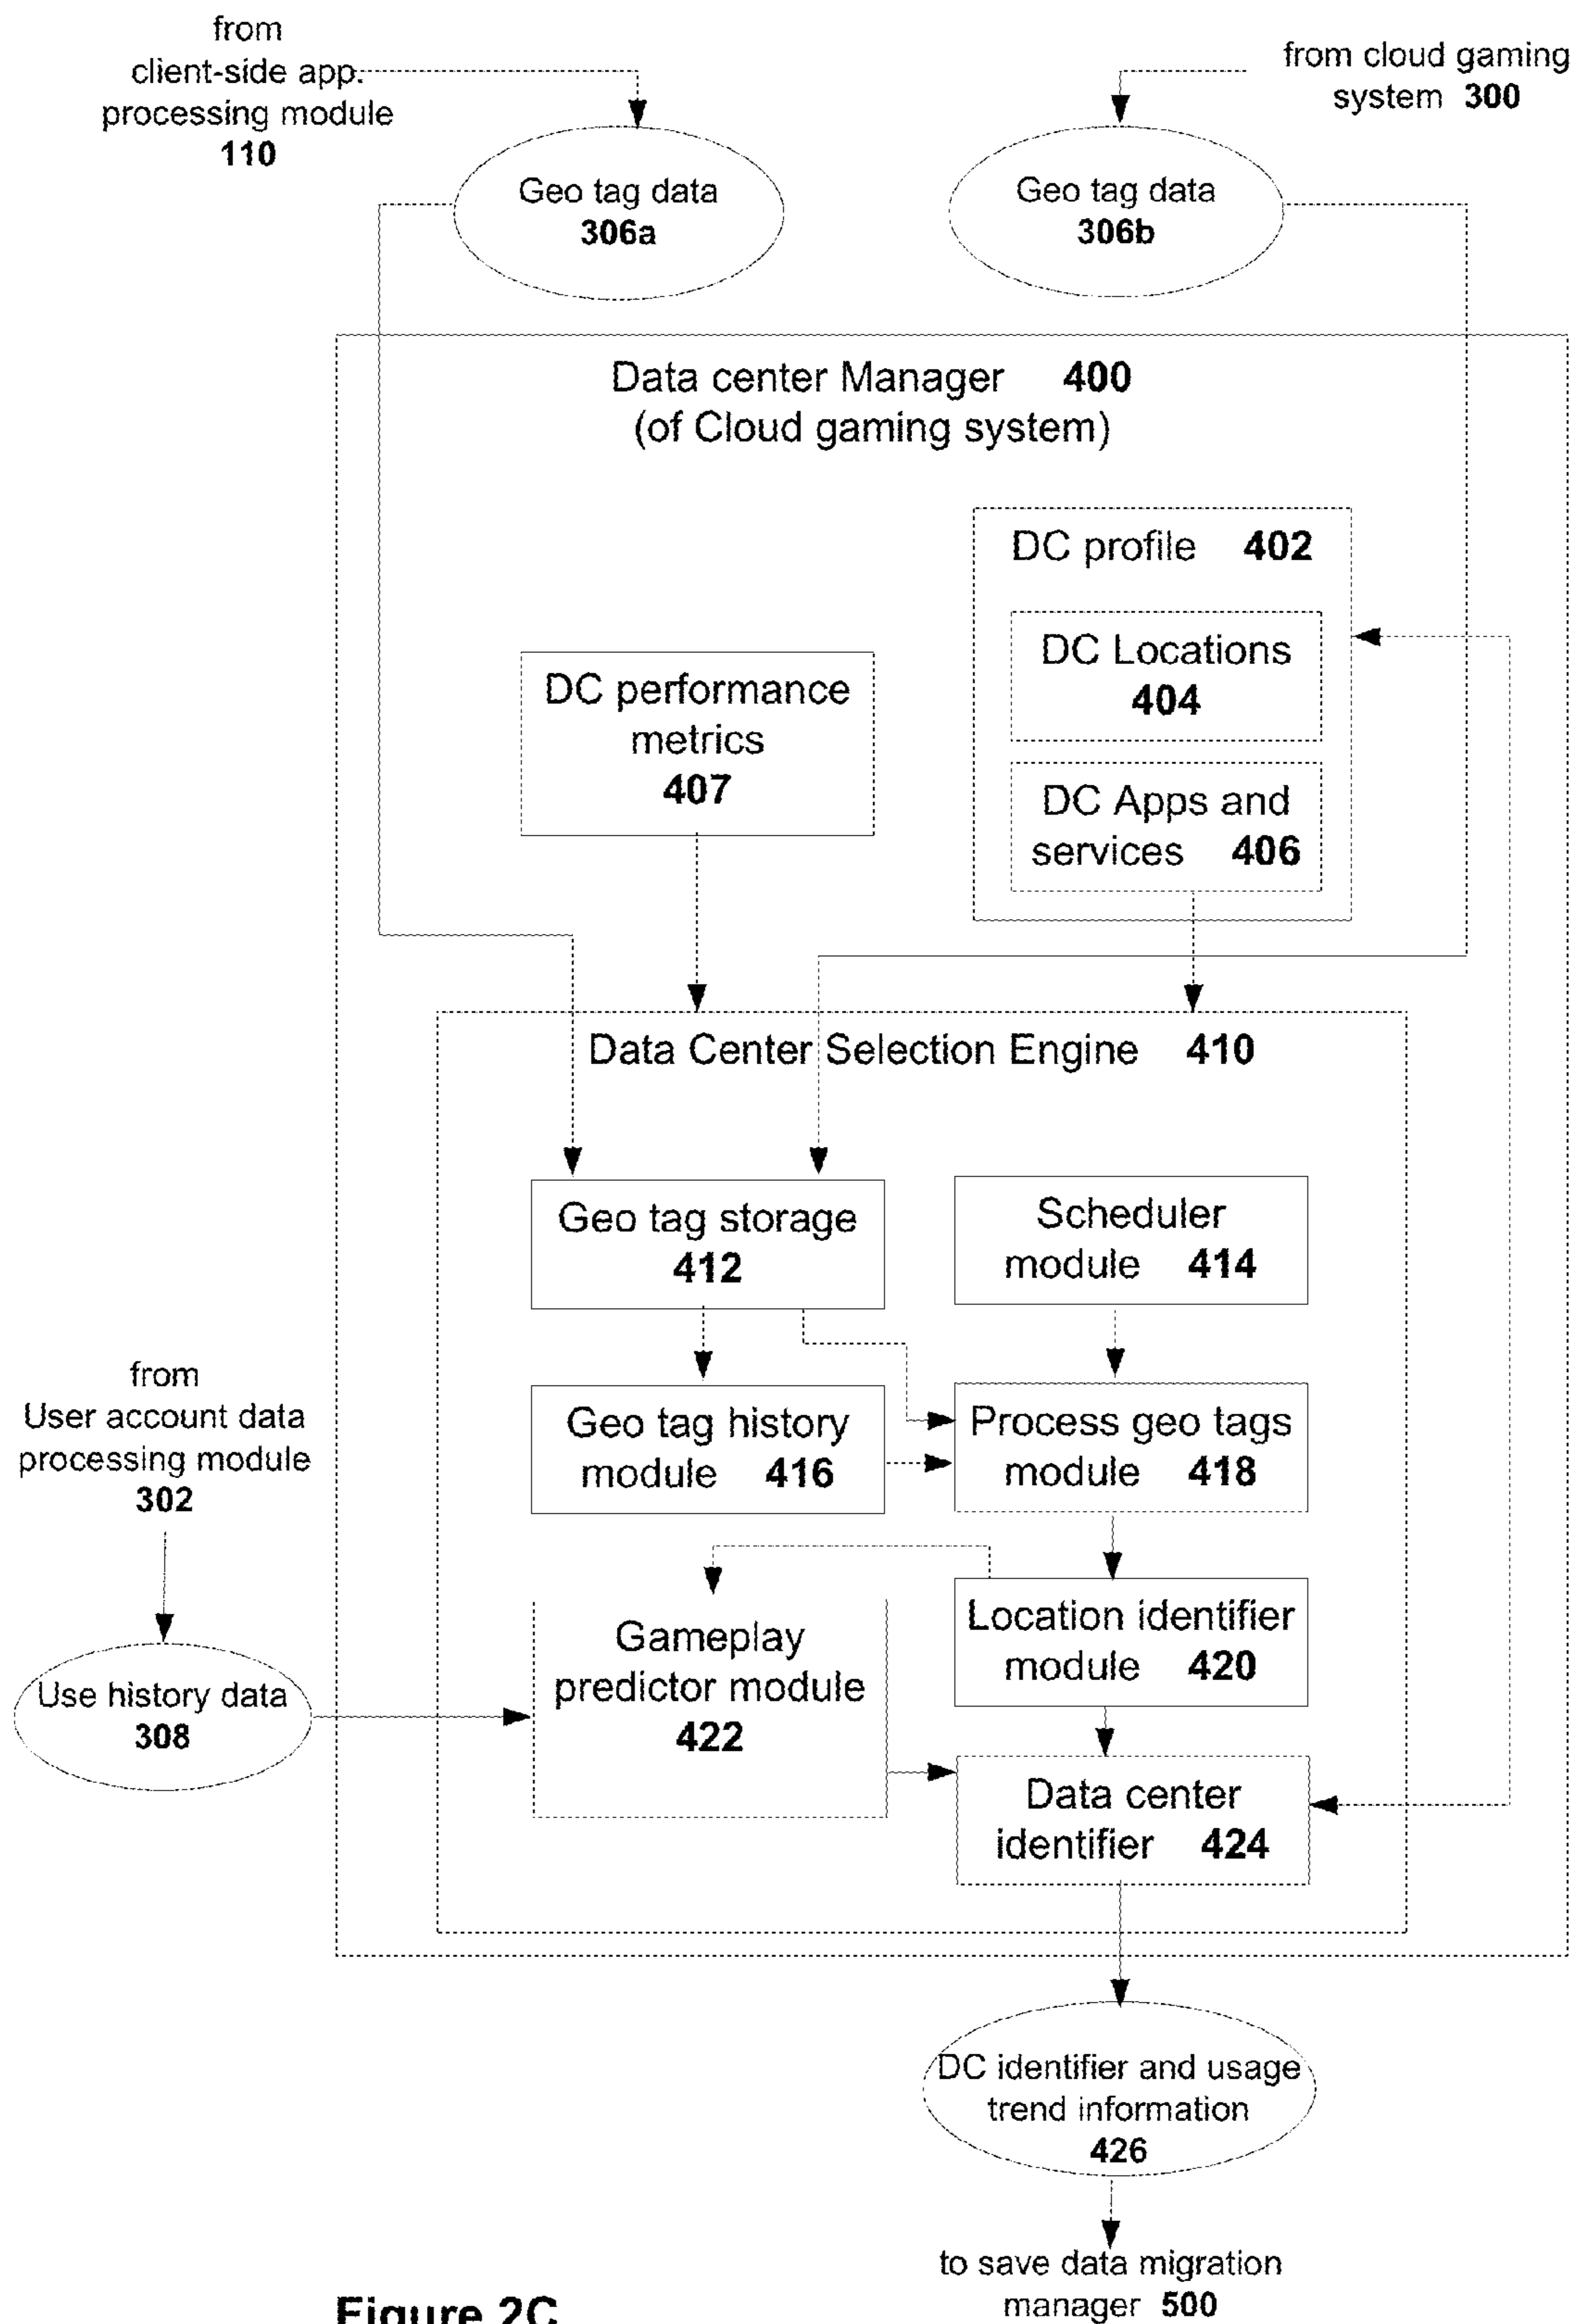 from
client-side app.
processing module
110
from cloud gaming
system 300
Geo tag data
306a
Geo tag data
306b
Data center Manager 400
(of Cloud gaming system)
DC profile 402
DC Locations
404
DC performance
metrics
407
DC Apps and
services 406
Data Center Selection Engine 410
Geo tag storage
412
Scheduler
module 414
from
User account data
processing module
302
Geo tag history
module 416
Process geo tags
module 418
Gameplay
predictor module
422
Location identifier
module 420
Use history data
308
Data center
identifier 424
DC identifier and usage
trend information
426
to save data migration
manager 500
Figure 2C